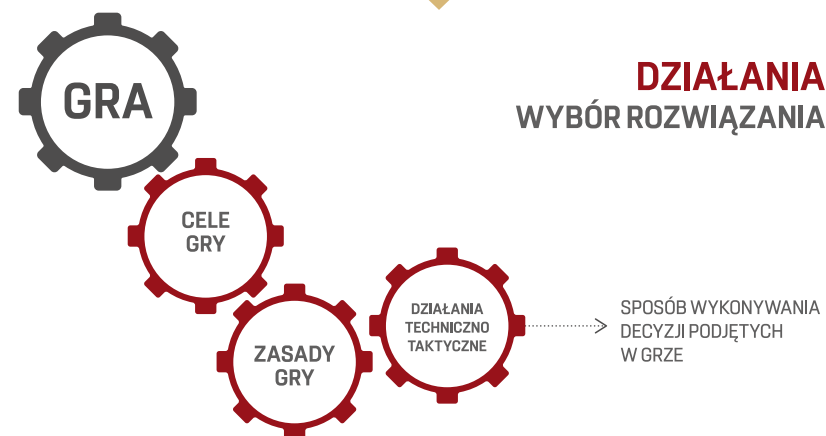 GRA
DZIAŁANIA
WYBÓR ROZWIĄZANIA
CELE
GRY
ZASADY
GRY
DZIAŁANIA
TECHNICZNO
TAKTYCZNE
SPOSÓB WYKONYWANIA
DECYZJI PODJĘTYCH
W GRZE